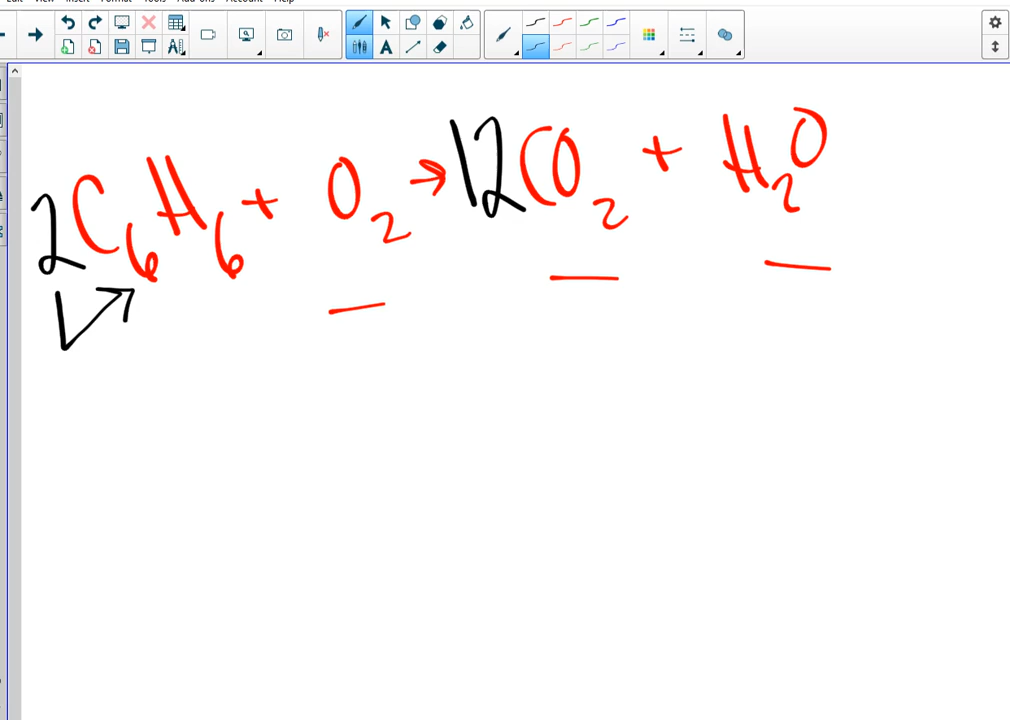 2C₆H₆ + O₂ → 12CO₂ + H₂O